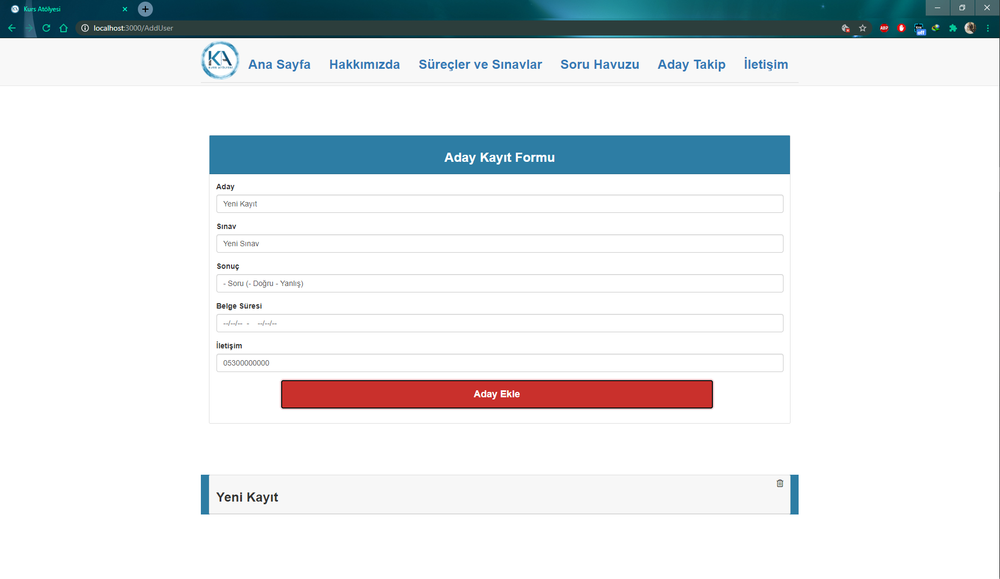 Kurs Atölyesi
localhost:3000/AddUser
ABP
off
KA
KURS ATÖLYESİ
Ana Sayfa Hakkımızda Süreçler ve Sınavlar Soru Havuzu Aday Takip İletişim
Aday Kayıt Formu
Aday
Yeni Kayıt
Sınav
Yeni Sınav
Sonuç
- Soru (- Doğru - Yanlış)
Belge Süresi
--/--/-- - --/--/--
İletişim
05300000000
Aday Ekle
Yeni Kayıt